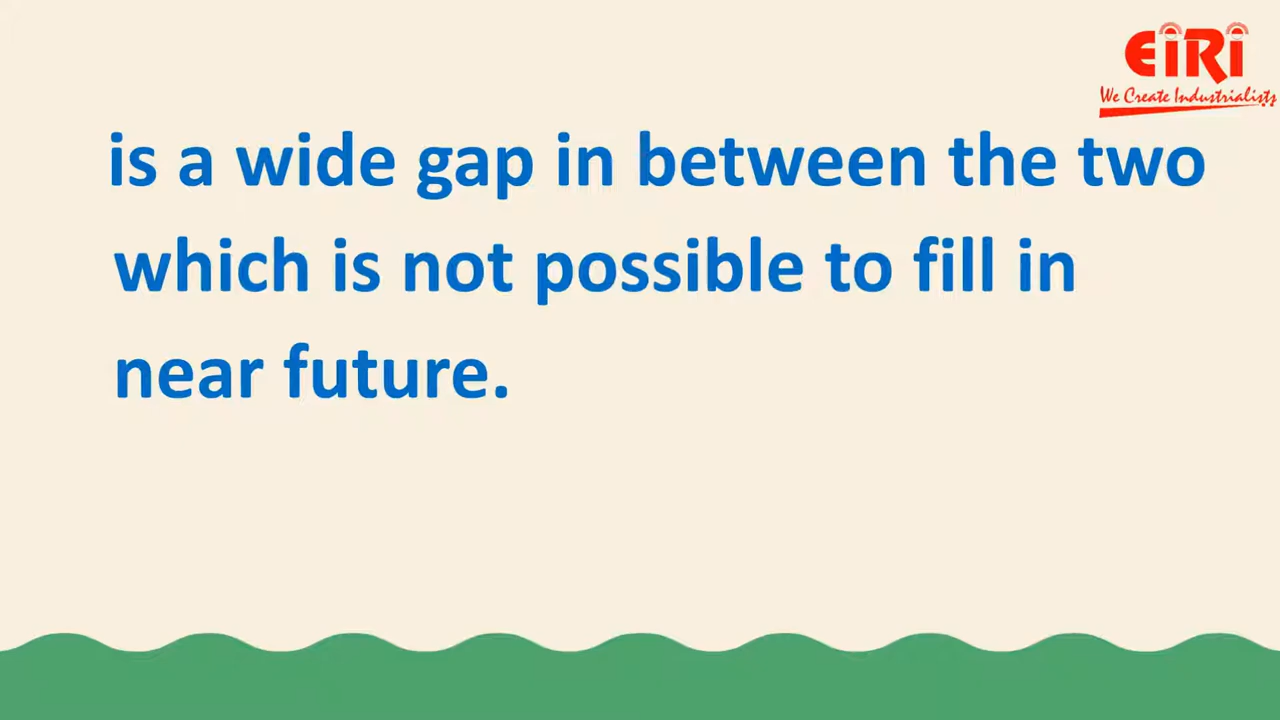 EiRi
We Create Industrialists
is a wide gap in between the two
which is not possible to fill in
near future.